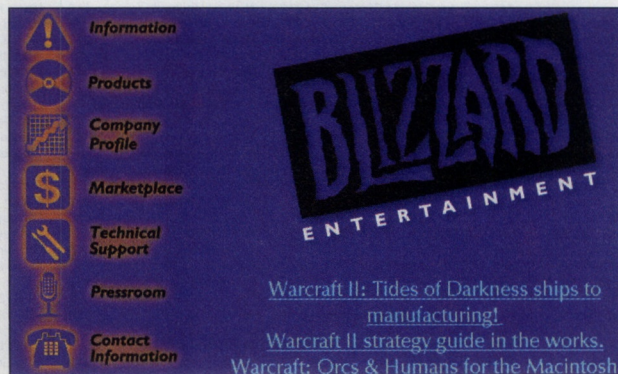 Information
Products
Company
Profile
Marketplace
$
Technical
Support
Pressroom
Contact
Information
BLIZZARD
ENTERTAINMENT
Warcraft II: Tides of Darkness ships to
manufacturing!
Warcraft II strategy guide in the works.
Warcraft: Orcs & Humans for the Macintosh